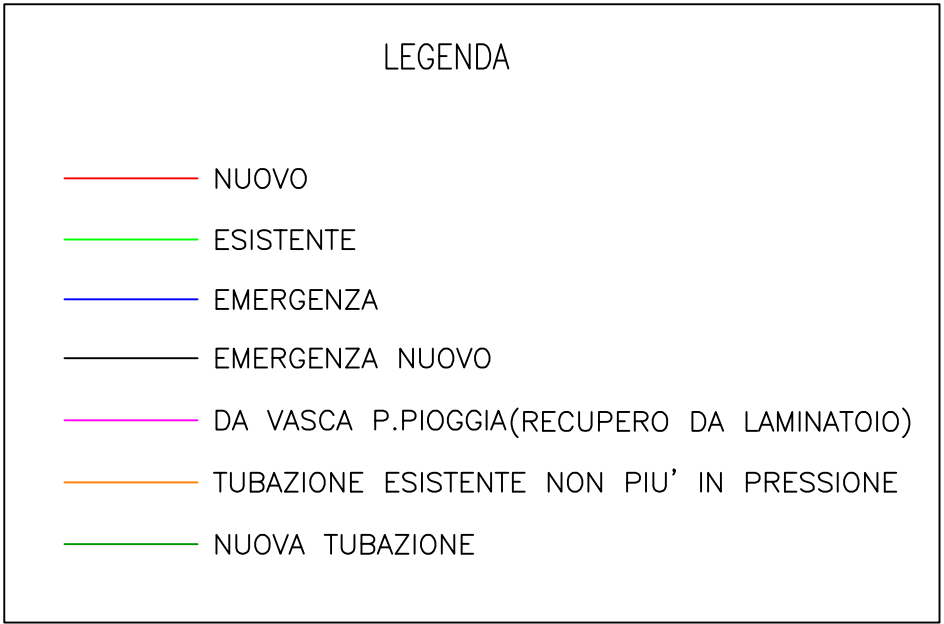 LEGENDA
NUOVO
ESISTENTE
EMERGENZA
EMERGENZA NUOVO
DA VASCA P.PIOGGIA(RECUPERO DA LAMINATOIO)
TUBAZIONE ESISTENTE NON PIU' IN PRESSIONE
NUOVA TUBAZIONE